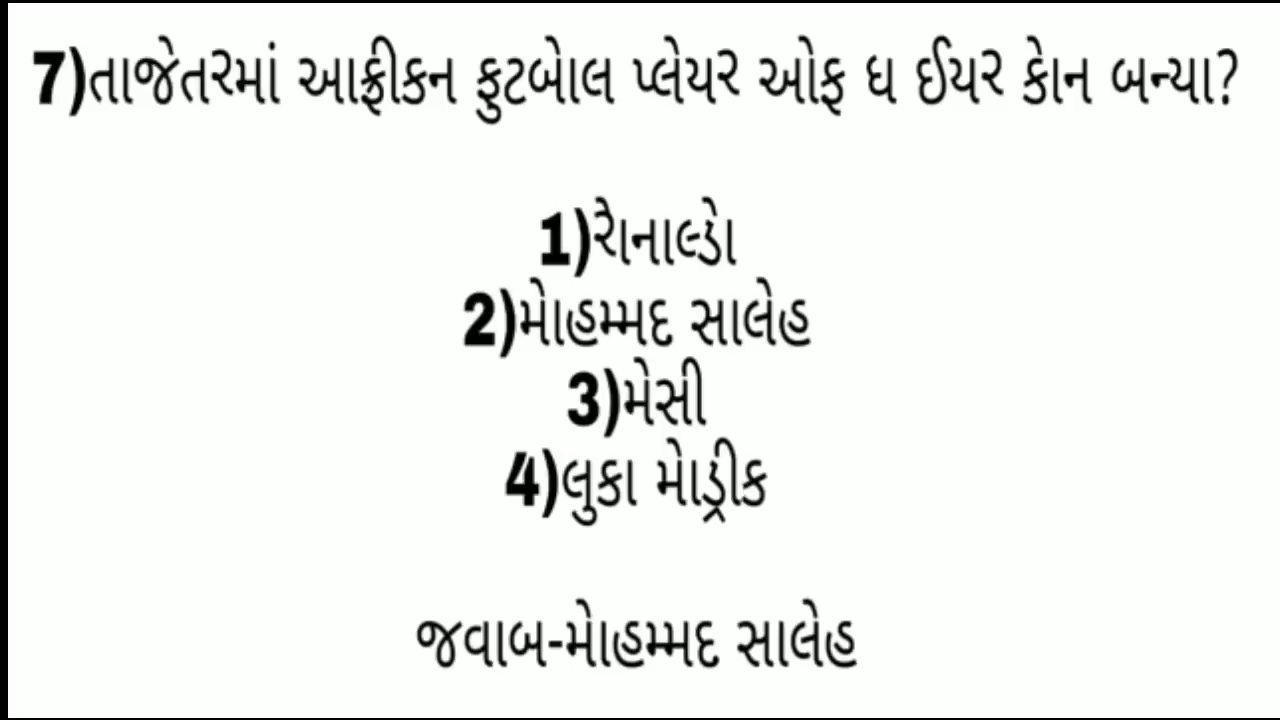 7)તાજેતરમાં આફ્રીકન ફુટબોલ પ્લેયર ઓફ ધ ઈયર કોન બન્યા?
1)રોનાલ્ડો
2)મોહમ્મદ સાલેહ
3)મેસી
4)લુકા મોડ્રીક
જવાબ-મોહમ્મદ સાલેહ